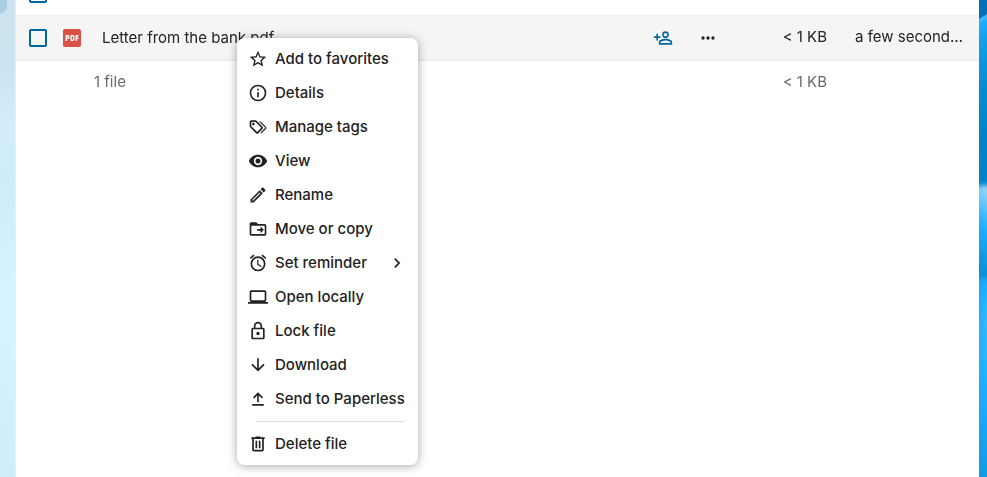 PDF Letter from the bank.pdf < 1 KB a few second...
1 file < 1 KB
Add to favorites
Details
Manage tags
View
Rename
Move or copy
Set reminder
Open locally
Lock file
Download
Send to Paperless
Delete file